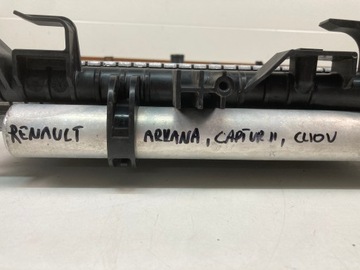 RENAULT ARKANA, CAPTUR II, CLIO V